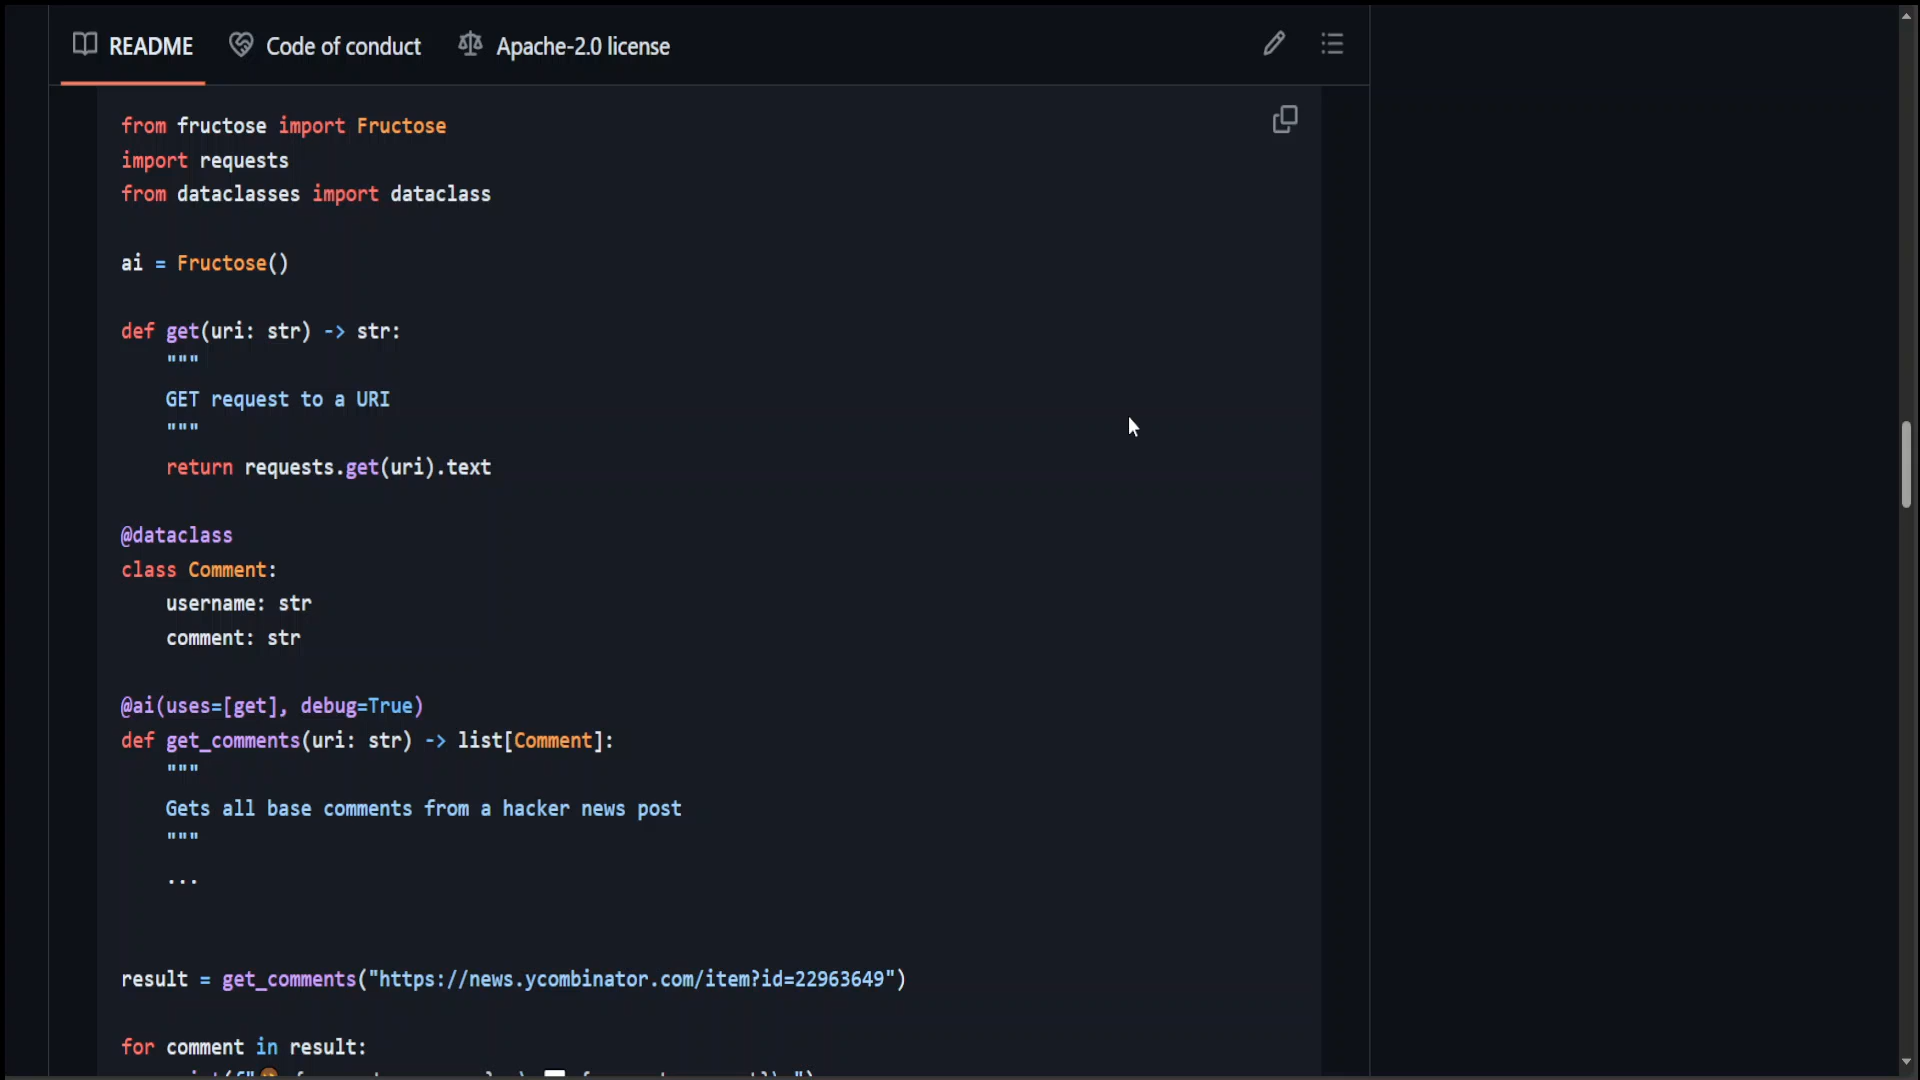 README Code of conduct Apache-2.0 license
from fructose import Fructose
import requests
from dataclasses import dataclass
ai = Fructose()
def get(uri: str) -> str:
"""
GET request to a URI
"""
return requests.get(uri).text
@dataclass
class Comment:
username: str
comment: str
@ai(uses=[get], debug=True)
def get_comments(uri: str) -> list[Comment]:
"""
Gets all base comments from a hacker news post
"""
...
result = get_comments("https://news.ycombinator.com/item?id=22963649")
for comment in result: